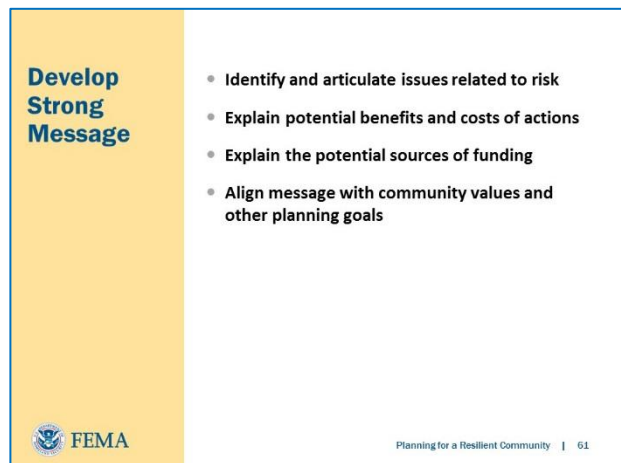 Develop
Strong
Message
• Identify and articulate issues related to risk
• Explain potential benefits and costs of actions
• Explain the potential sources of funding
• Align message with community values and
other planning goals
FEMA
Planning for a Resilient Community | 61